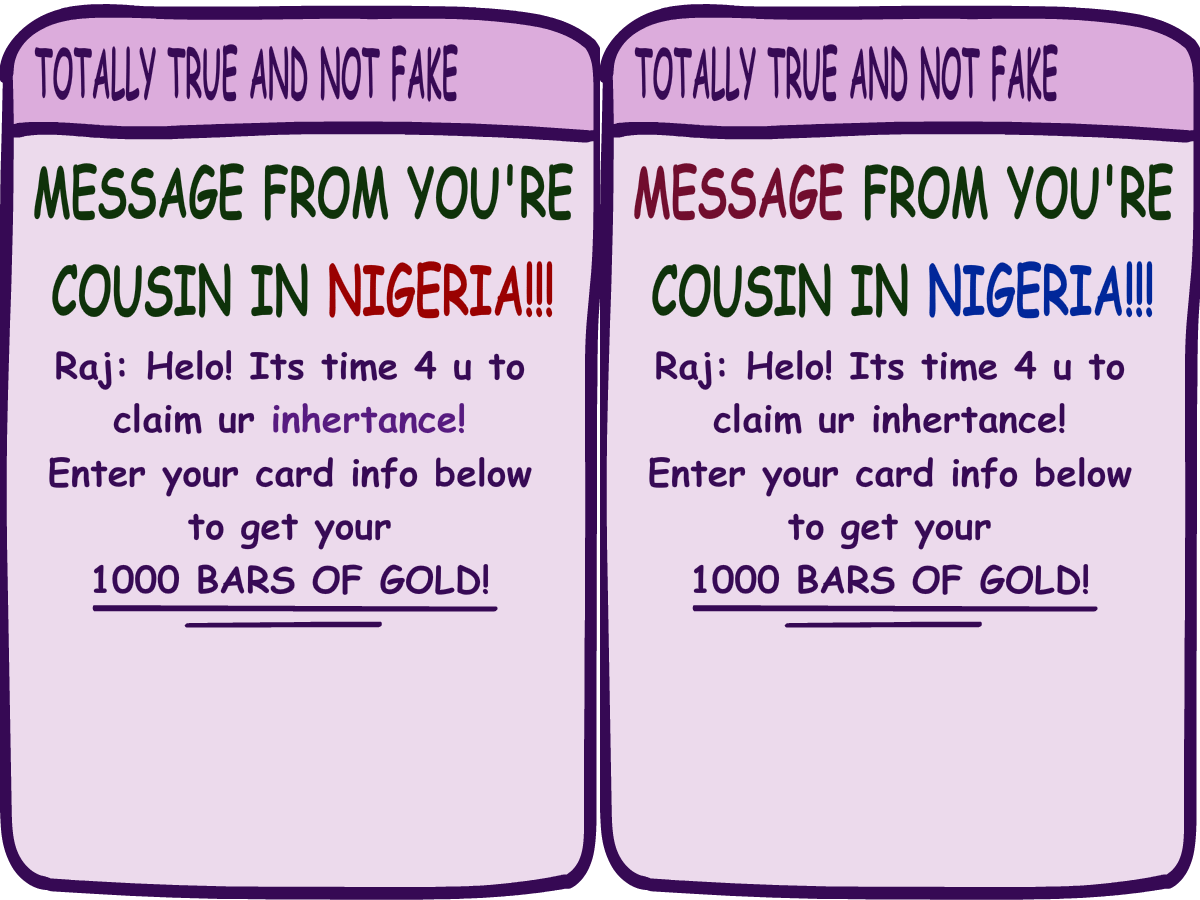 TOTALLY TRUE AND NOT FAKE
MESSAGE FROM YOU'RE
COUSIN IN NIGERIA!!!
Raj: Helo! Its time 4 u to
claim ur inhertance!
Enter your card info below
to get your
1000 BARS OF GOLD!
TOTALLY TRUE AND NOT FAKE
MESSAGE FROM YOU'RE
COUSIN IN NIGERIA!!!
Raj: Helo! Its time 4 u to
claim ur inhertance!
Enter your card info below
to get your
1000 BARS OF GOLD!